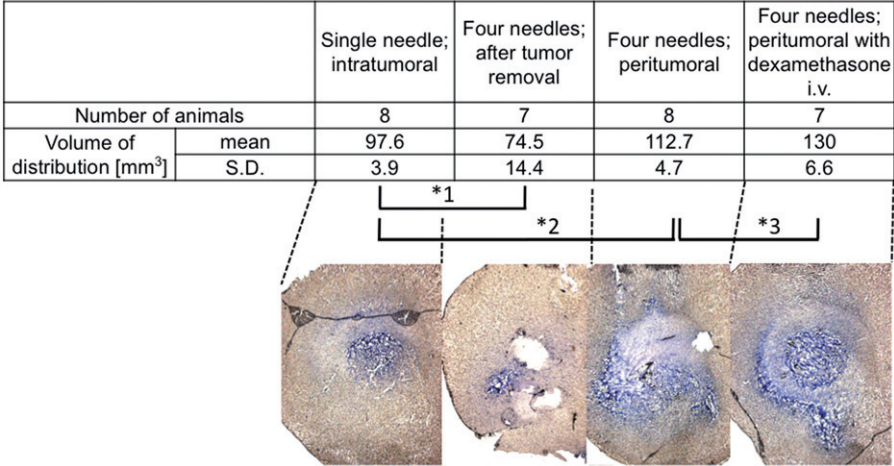 Single needle; intratumoral
Four needles; after tumor removal
Four needles; peritumoral
Four needles; peritumoral with dexamethasone i.v.
Number of animals 8 7 8 7
Volume of distribution [mm³] mean 97.6 74.5 112.7 130
S.D. 3.9 14.4 4.7 6.6
*1
*2 *3